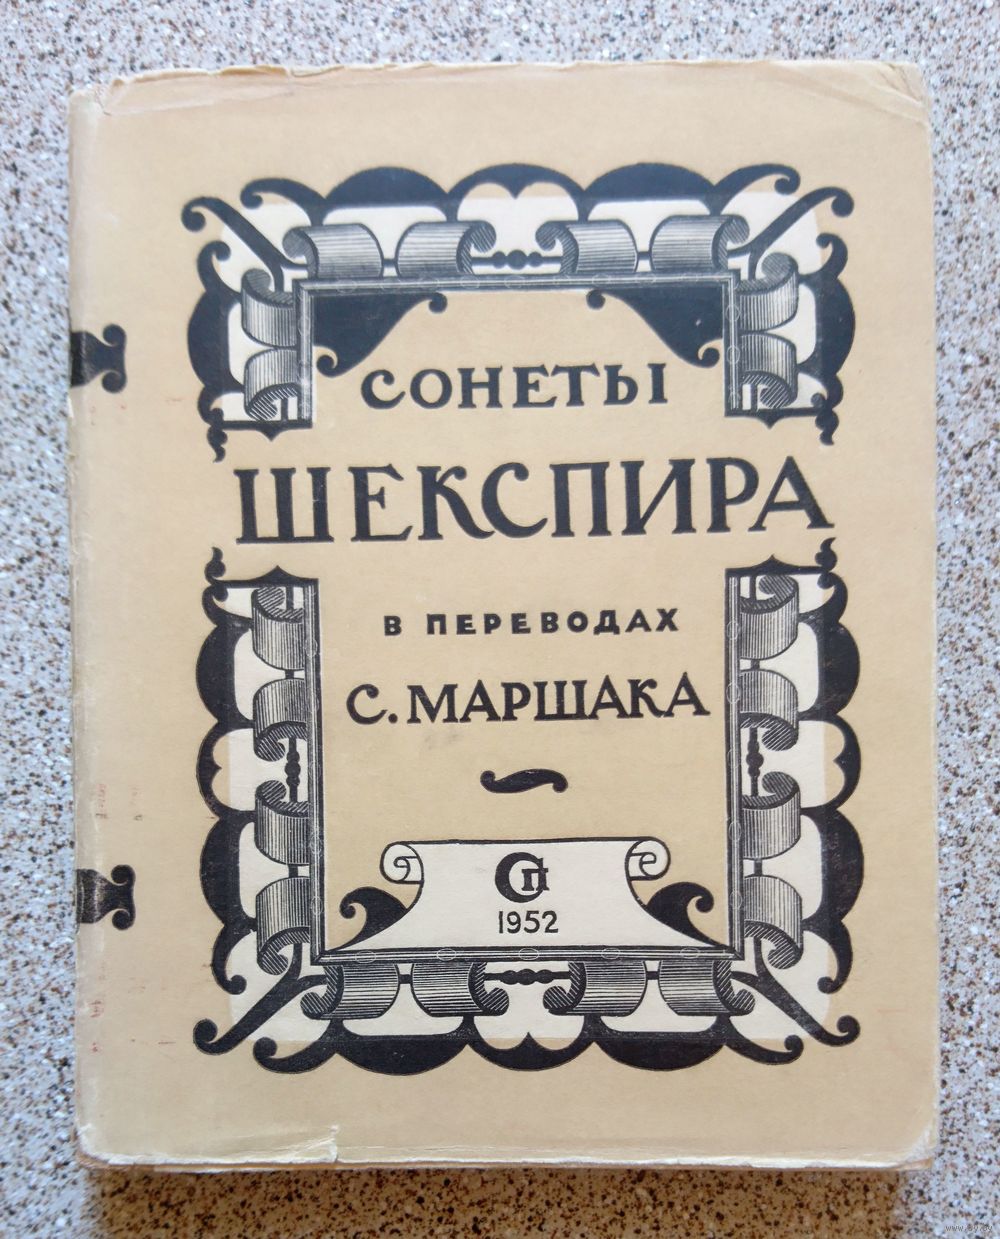 СОНЕТЫ
ШЕКСПИРА
В ПЕРЕВОДАХ
С. МАРШАКА
СП
1952